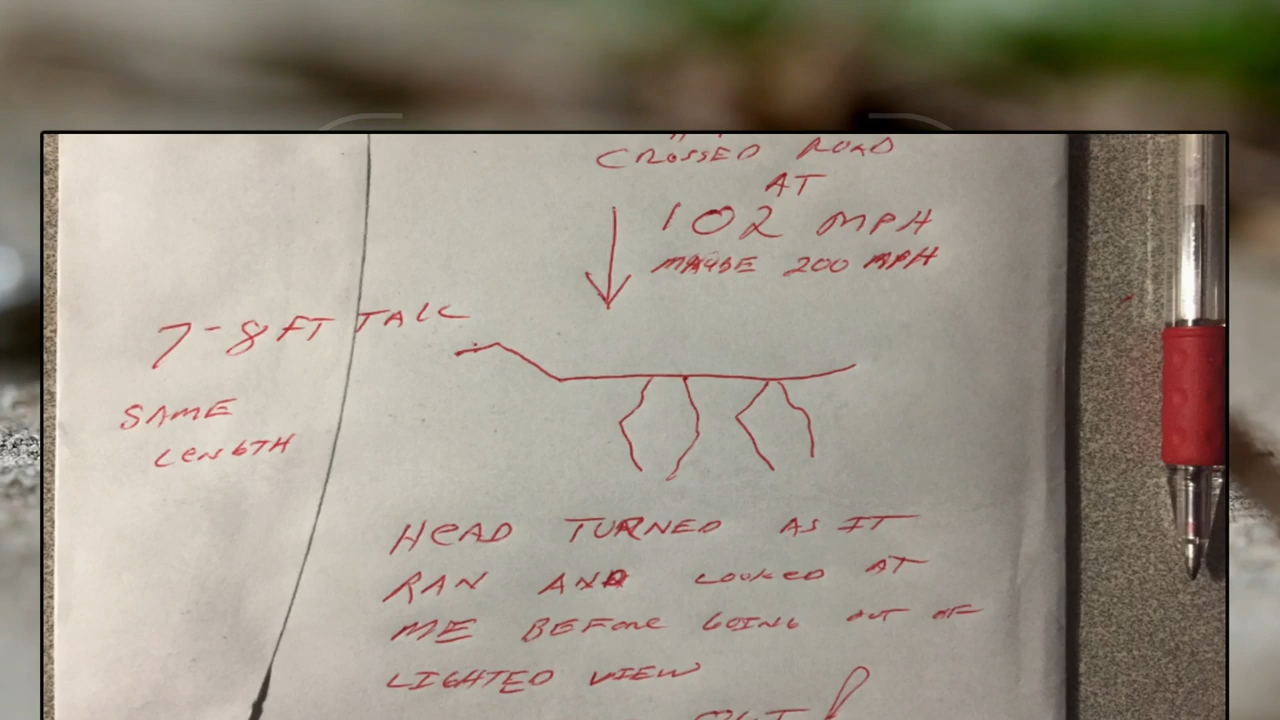 CROSSED ROAD
AT
102 MPH
MAYBE 200 MPH
7-8 FT TALL
SAME
LENGTH
HEAD TURNED AS IT
RAN AND LOOKED AT
ME BEFORE GOING OUT OF
LIGHTED VIEW